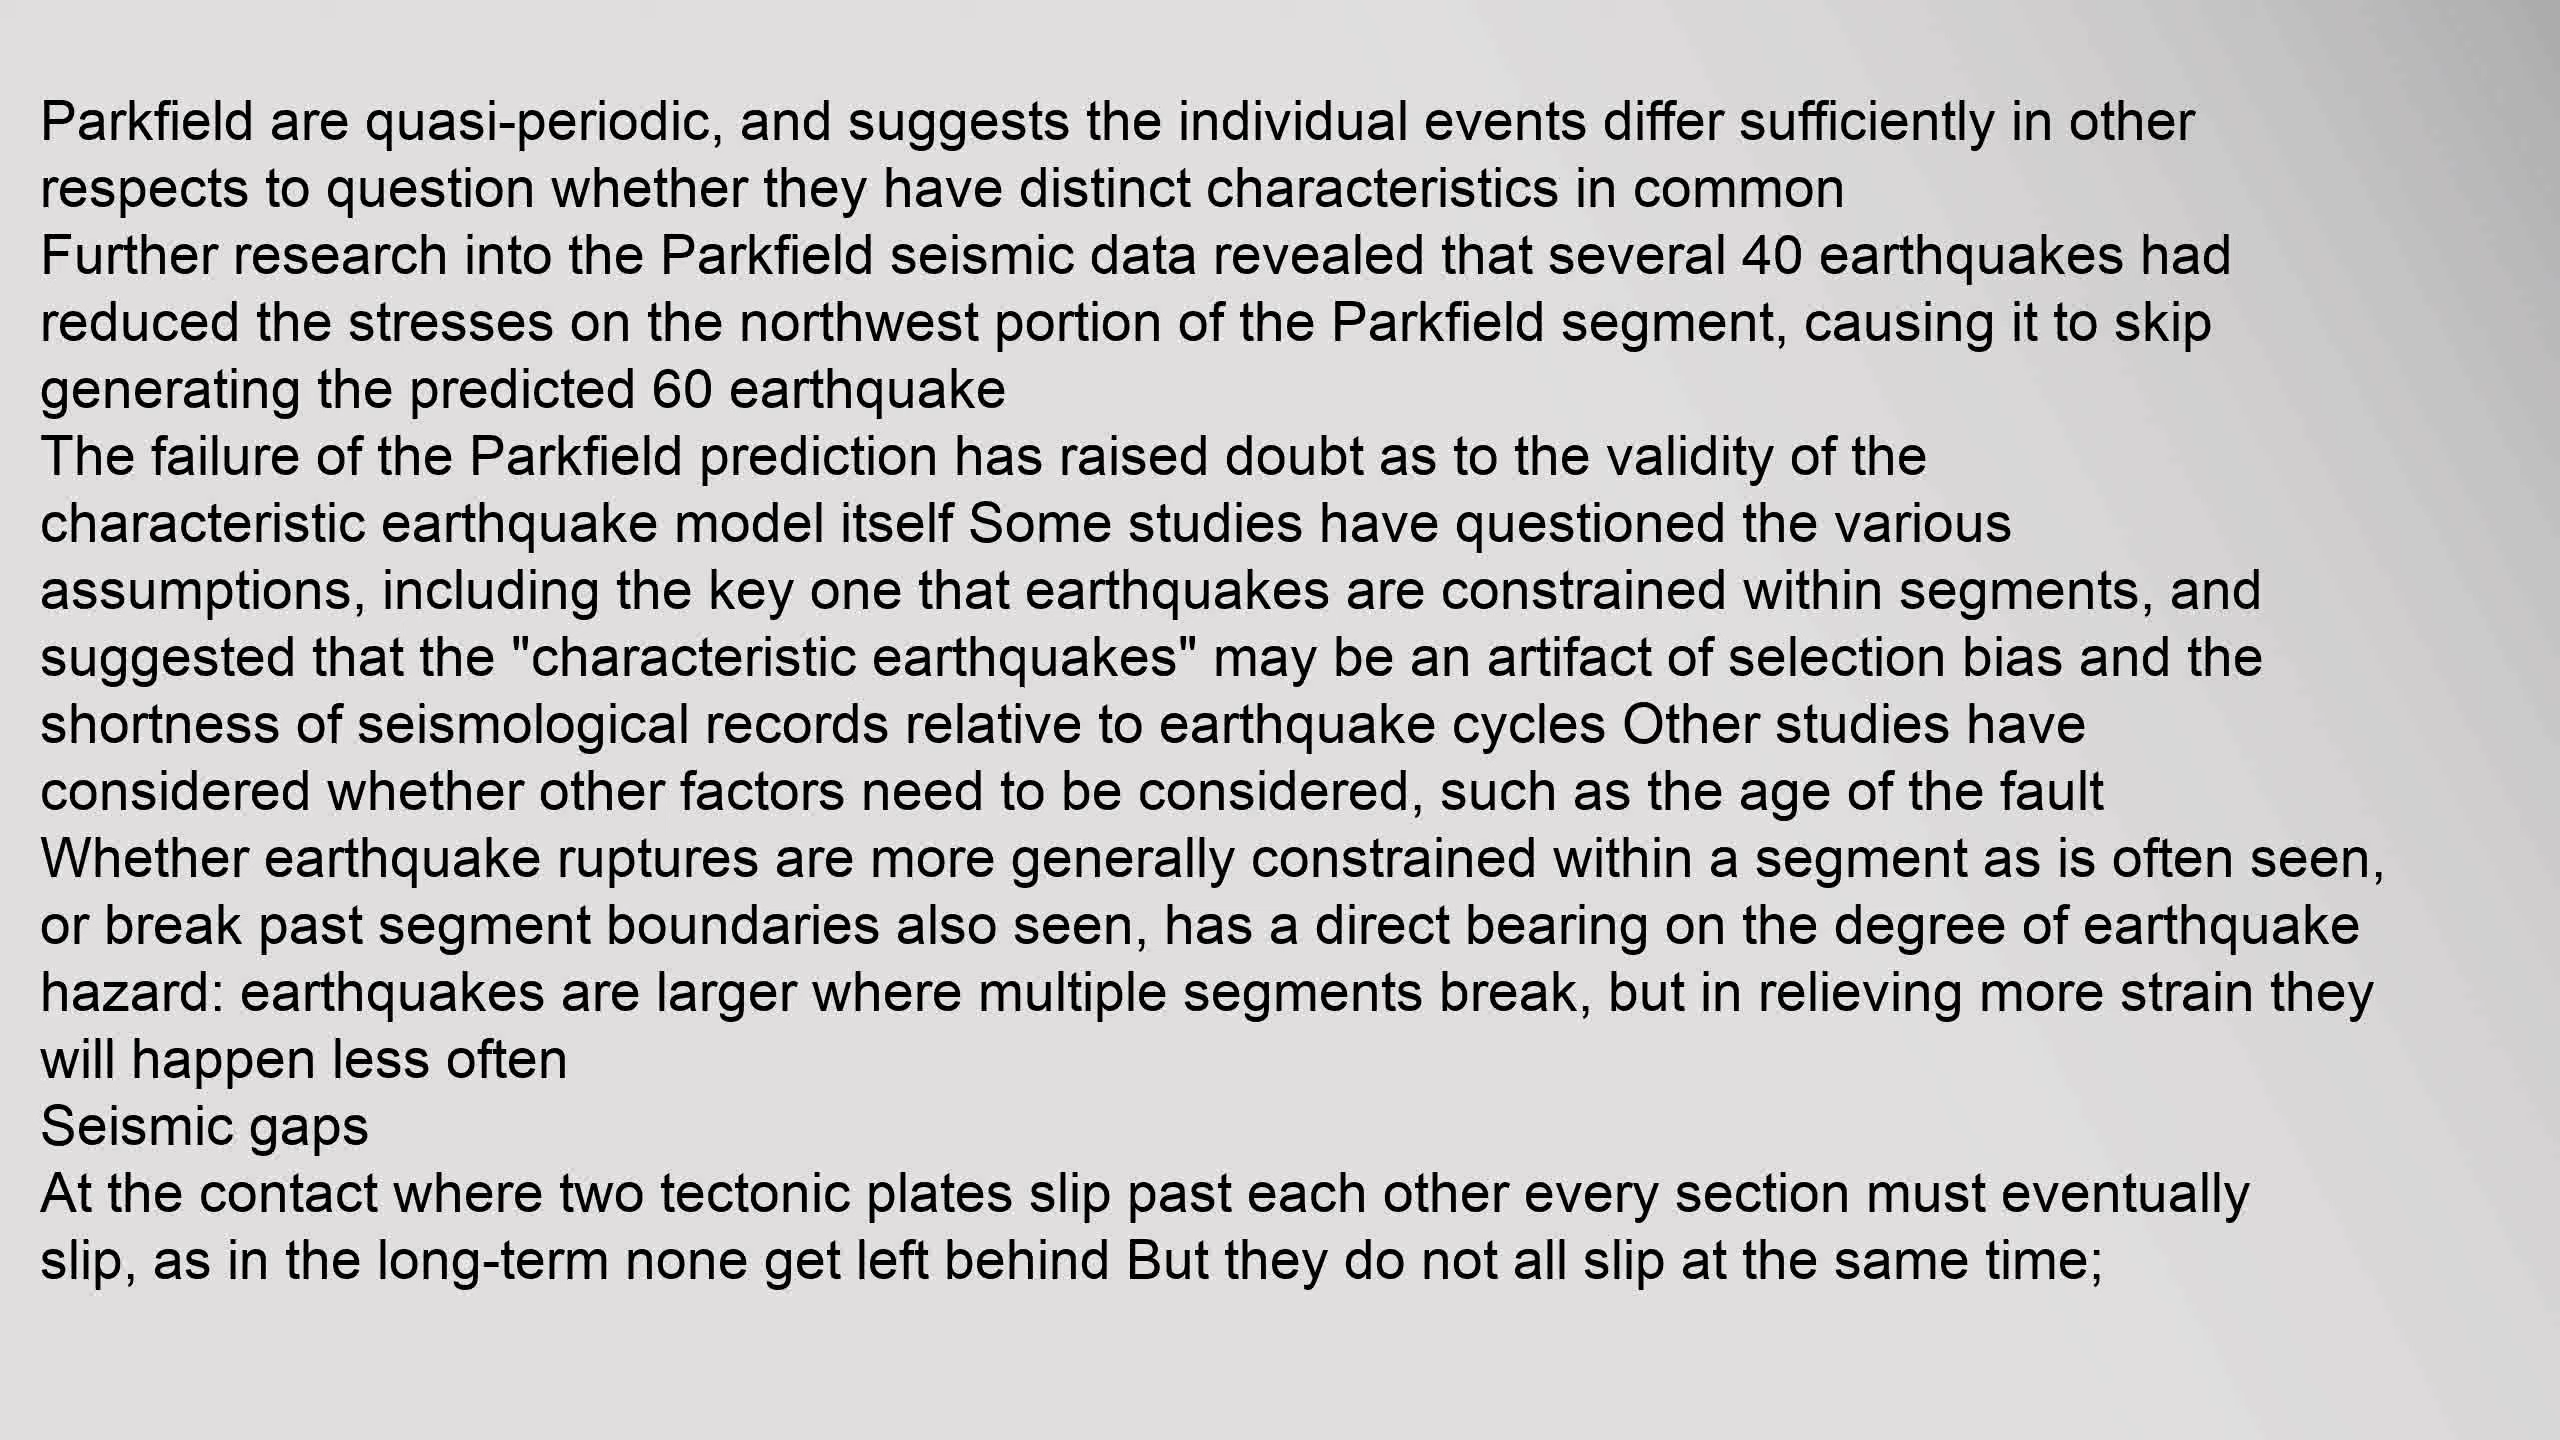 Parkfield are quasi-periodic, and suggests the individual events differ sufficiently in other
respects to question whether they have distinct characteristics in common
Further research into the Parkfield seismic data revealed that several 40 earthquakes had
reduced the stresses on the northwest portion of the Parkfield segment, causing it to skip
generating the predicted 60 earthquake
The failure of the Parkfield prediction has raised doubt as to the validity of the
characteristic earthquake model itself Some studies have questioned the various
assumptions, including the key one that earthquakes are constrained within segments, and
suggested that the "characteristic earthquakes" may be an artifact of selection bias and the
shortness of seismological records relative to earthquake cycles Other studies have
considered whether other factors need to be considered, such as the age of the fault
Whether earthquake ruptures are more generally constrained within a segment as is often seen,
or break past segment boundaries also seen, has a direct bearing on the degree of earthquake
hazard: earthquakes are larger where multiple segments break, but in relieving more strain they
will happen less often
Seismic gaps
At the contact where two tectonic plates slip past each other every section must eventually
slip, as in the long-term none get left behind But they do not all slip at the same time;